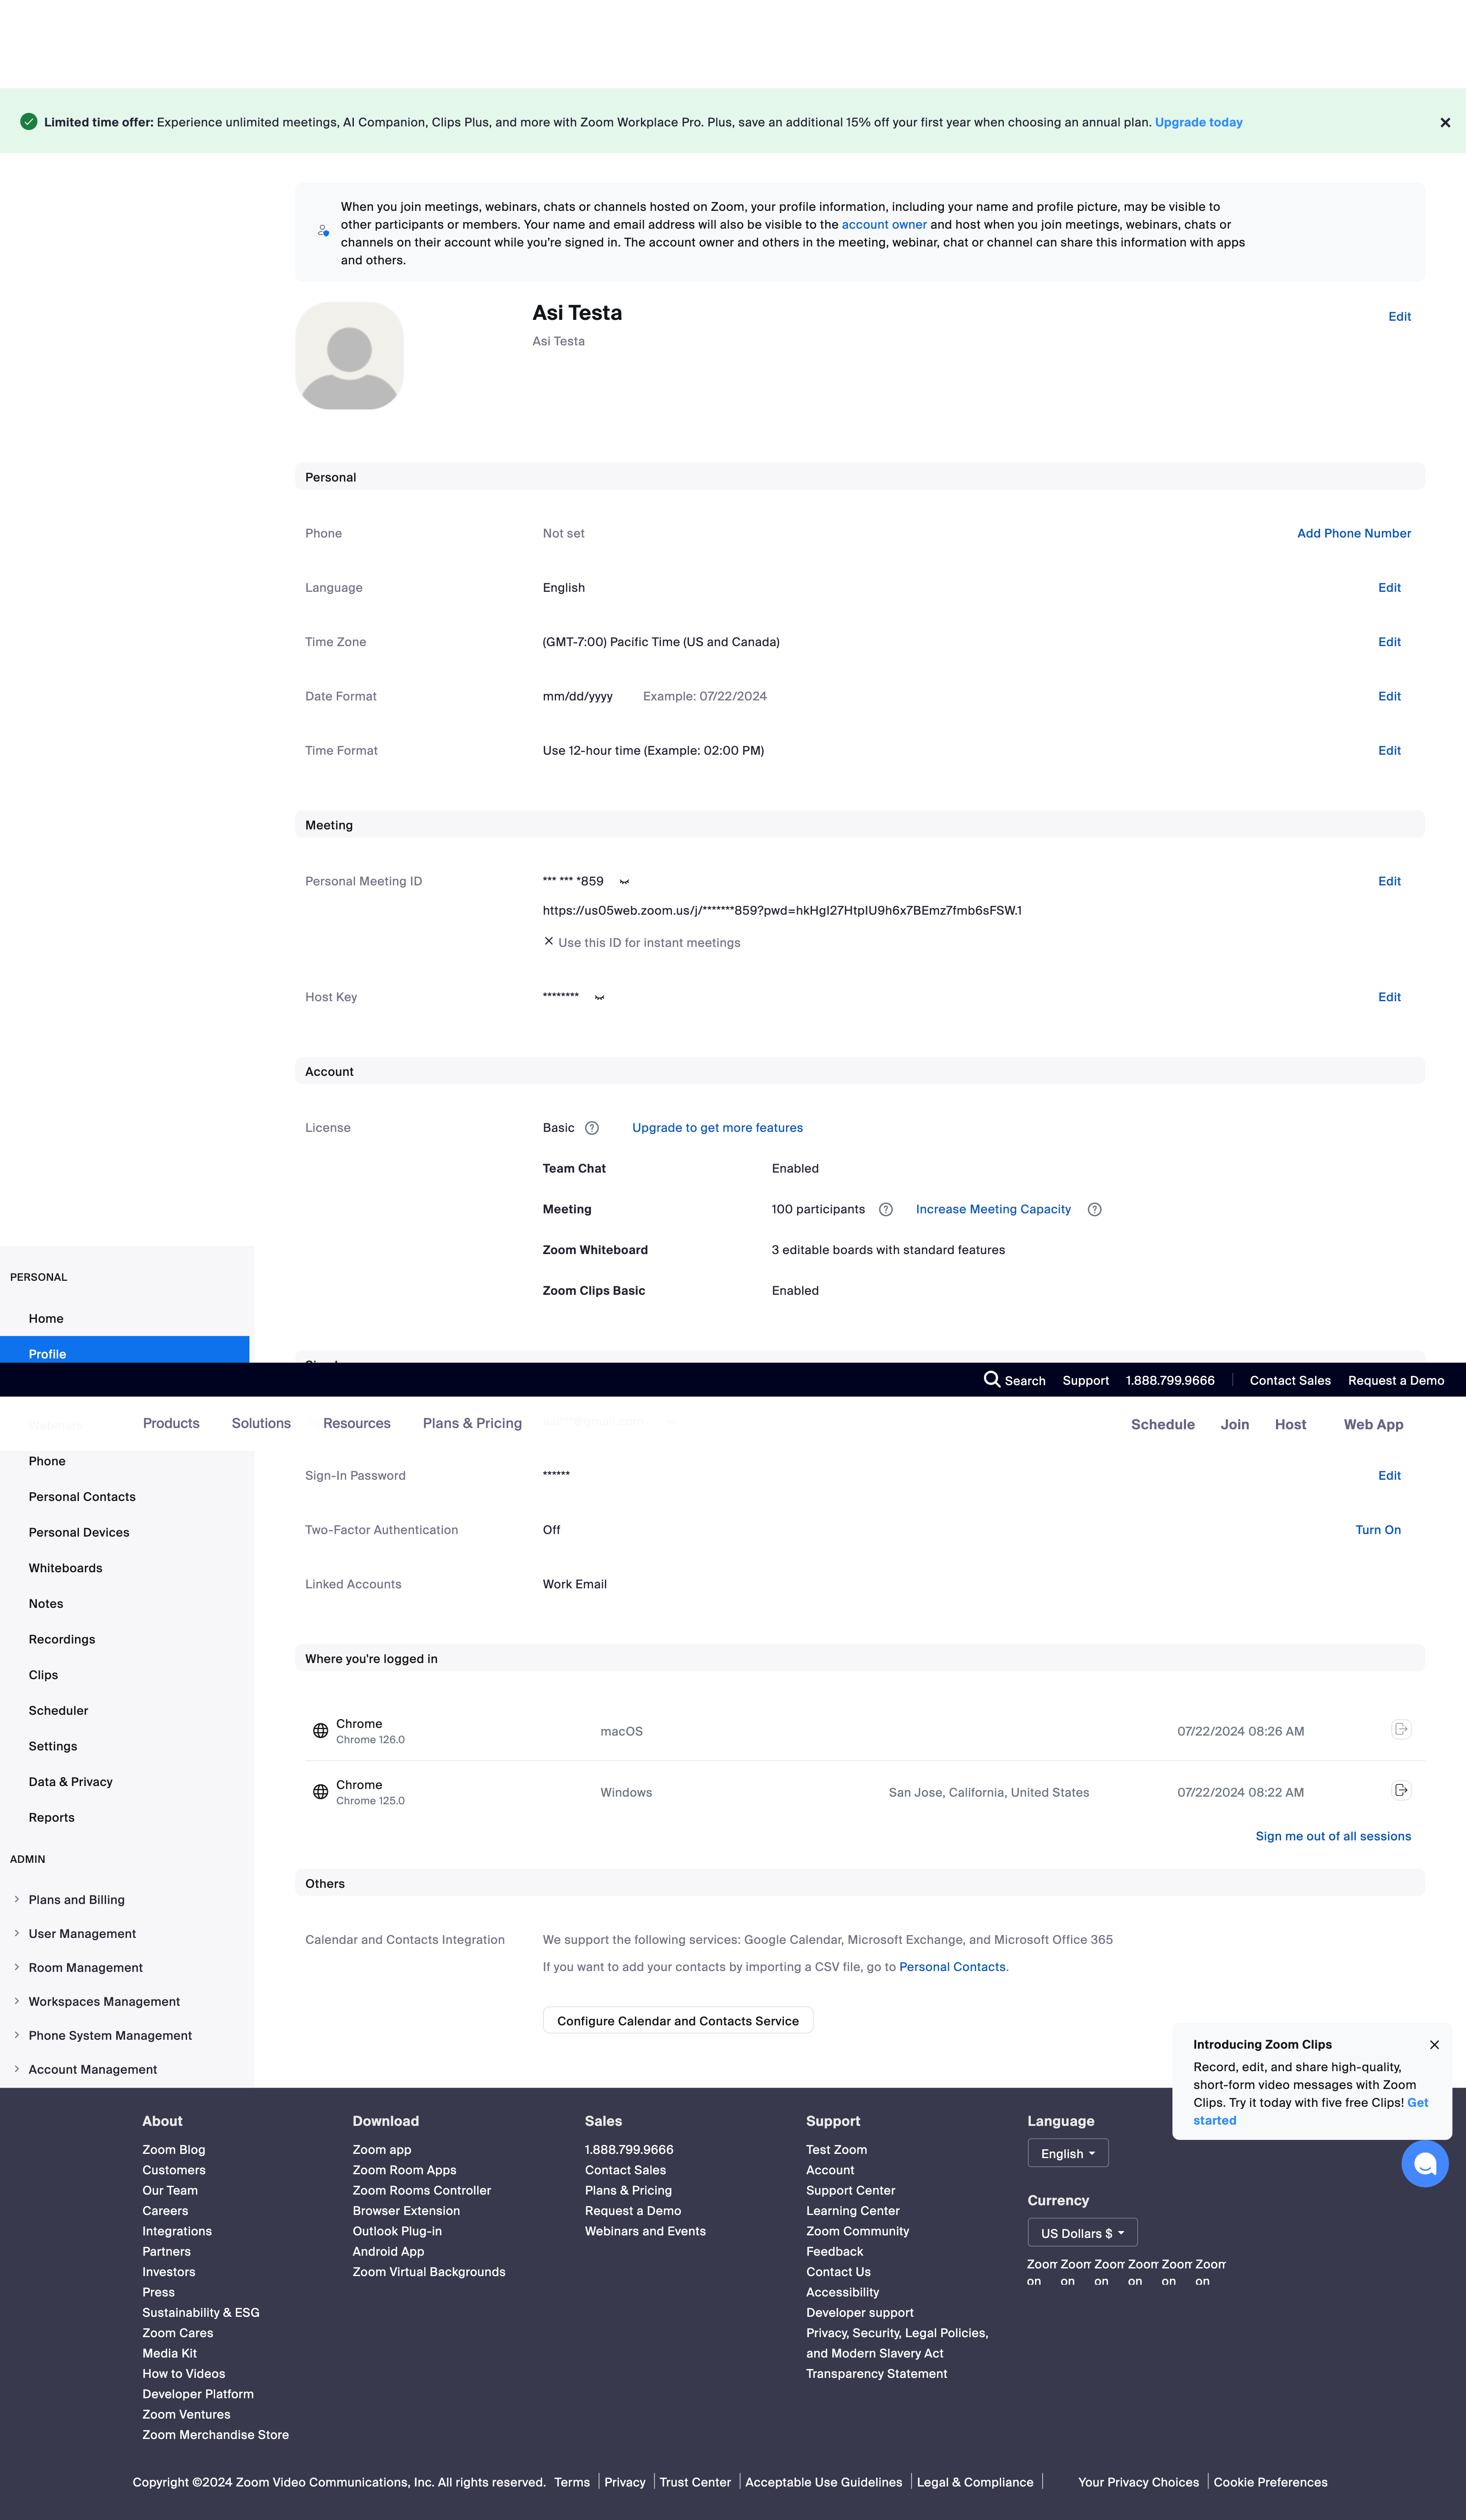 Limited time offer: Experience unlimited meetings, AI Companion, Clips Plus, and more with Zoom Workplace Pro. Plus, save an additional 15% off your first year when choosing an annual plan. Upgrade today
When you join meetings, webinars, chats or channels hosted on Zoom, your profile information, including your name and profile picture, may be visible to
other participants or members. Your name and email address will also be visible to the account owner and host when you join meetings, webinars, chats or
channels on their account while you're signed in. The account owner and others in the meeting, webinar, chat or channel can share this information with apps
and others.
Asi Testa
Edit
Asi Testa
Personal
Phone Not set Add Phone Number
Language English Edit
Time Zone (GMT-7:00) Pacific Time (US and Canada) Edit
Date Format mm/dd/yyyy Example: 07/22/2024 Edit
Time Format Use 12-hour time (Example: 02:00 PM) Edit
Meeting
Personal Meeting ID *** *** *859 Edit
https://us05web.zoom.us/j/*******859?pwd=hkHgI27HtpIU9h6x7BEmz7fmb6sFSW.1
Use this ID for instant meetings
Host Key ******** Edit
Account
License Basic Upgrade to get more features
Team Chat Enabled
Meeting 100 participants Increase Meeting Capacity
Zoom Whiteboard 3 editable boards with standard features
Zoom Clips Basic Enabled
PERSONAL
Home
Profile
Search Support 1.888.799.9666 Contact Sales Request a Demo
Products Solutions Resources Plans & Pricing Schedule Join Host Web App
Phone
Personal Contacts
Personal Devices
Whiteboards
Notes
Recordings
Clips
Scheduler
Settings
Data & Privacy
Reports
ADMIN
Plans and Billing
User Management
Room Management
Workspaces Management
Phone System Management
Account Management
Sign-In Password ****** Edit
Two-Factor Authentication Off Turn On
Linked Accounts Work Email
Where you're logged in
Chrome
Chrome 126.0
macOS 07/22/2024 08:26 AM
Chrome
Chrome 125.0
Windows San Jose, California, United States 07/22/2024 08:22 AM
Sign me out of all sessions
Others
Calendar and Contacts Integration We support the following services: Google Calendar, Microsoft Exchange, and Microsoft Office 365
If you want to add your contacts by importing a CSV file, go to Personal Contacts.
Configure Calendar and Contacts Service
Introducing Zoom Clips
Record, edit, and share high-quality,
short-form video messages with Zoom
Clips. Try it today with five free Clips! Get
started
About
Zoom Blog
Customers
Our Team
Careers
Integrations
Partners
Investors
Press
Sustainability & ESG
Zoom Cares
Media Kit
How to Videos
Developer Platform
Zoom Ventures
Zoom Merchandise Store
Download
Zoom app
Zoom Room Apps
Zoom Rooms Controller
Browser Extension
Outlook Plug-in
Android App
Zoom Virtual Backgrounds
Sales
1.888.799.9666
Contact Sales
Plans & Pricing
Request a Demo
Webinars and Events
Support
Test Zoom
Account
Support Center
Learning Center
Zoom Community
Feedback
Contact Us
Accessibility
Developer support
Privacy, Security, Legal Policies,
and Modern Slavery Act
Transparency Statement
Language
English
Currency
US Dollars $
Zoom Zoom Zoom Zoom Zoom Zoom
on on on on on on
Copyright ©2024 Zoom Video Communications, Inc. All rights reserved. Terms Privacy Trust Center Acceptable Use Guidelines Legal & Compliance Your Privacy Choices Cookie Preferences